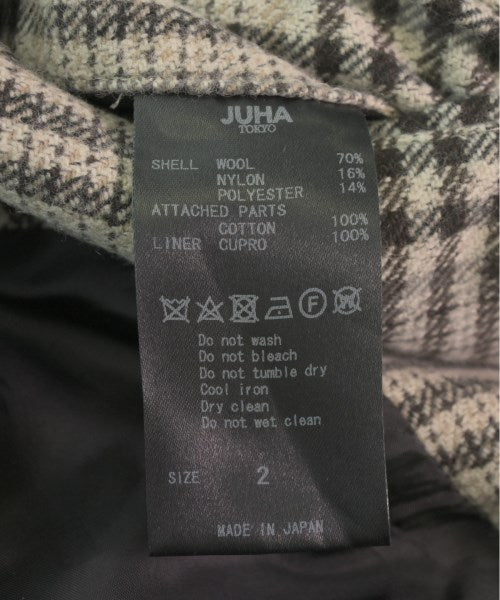 JUHA
TOKYO
SHELL WOOL 70%
NYLON 16%
POLYESTER 14%
ATTACHED PARTS
COTTON 100%
LINER CUPRO 100%
F W
Do not wash
Do not bleach
Do not tumble dry
Cool iron
Dry clean
Do not wet clean
SIZE 2
MADE IN JAPAN